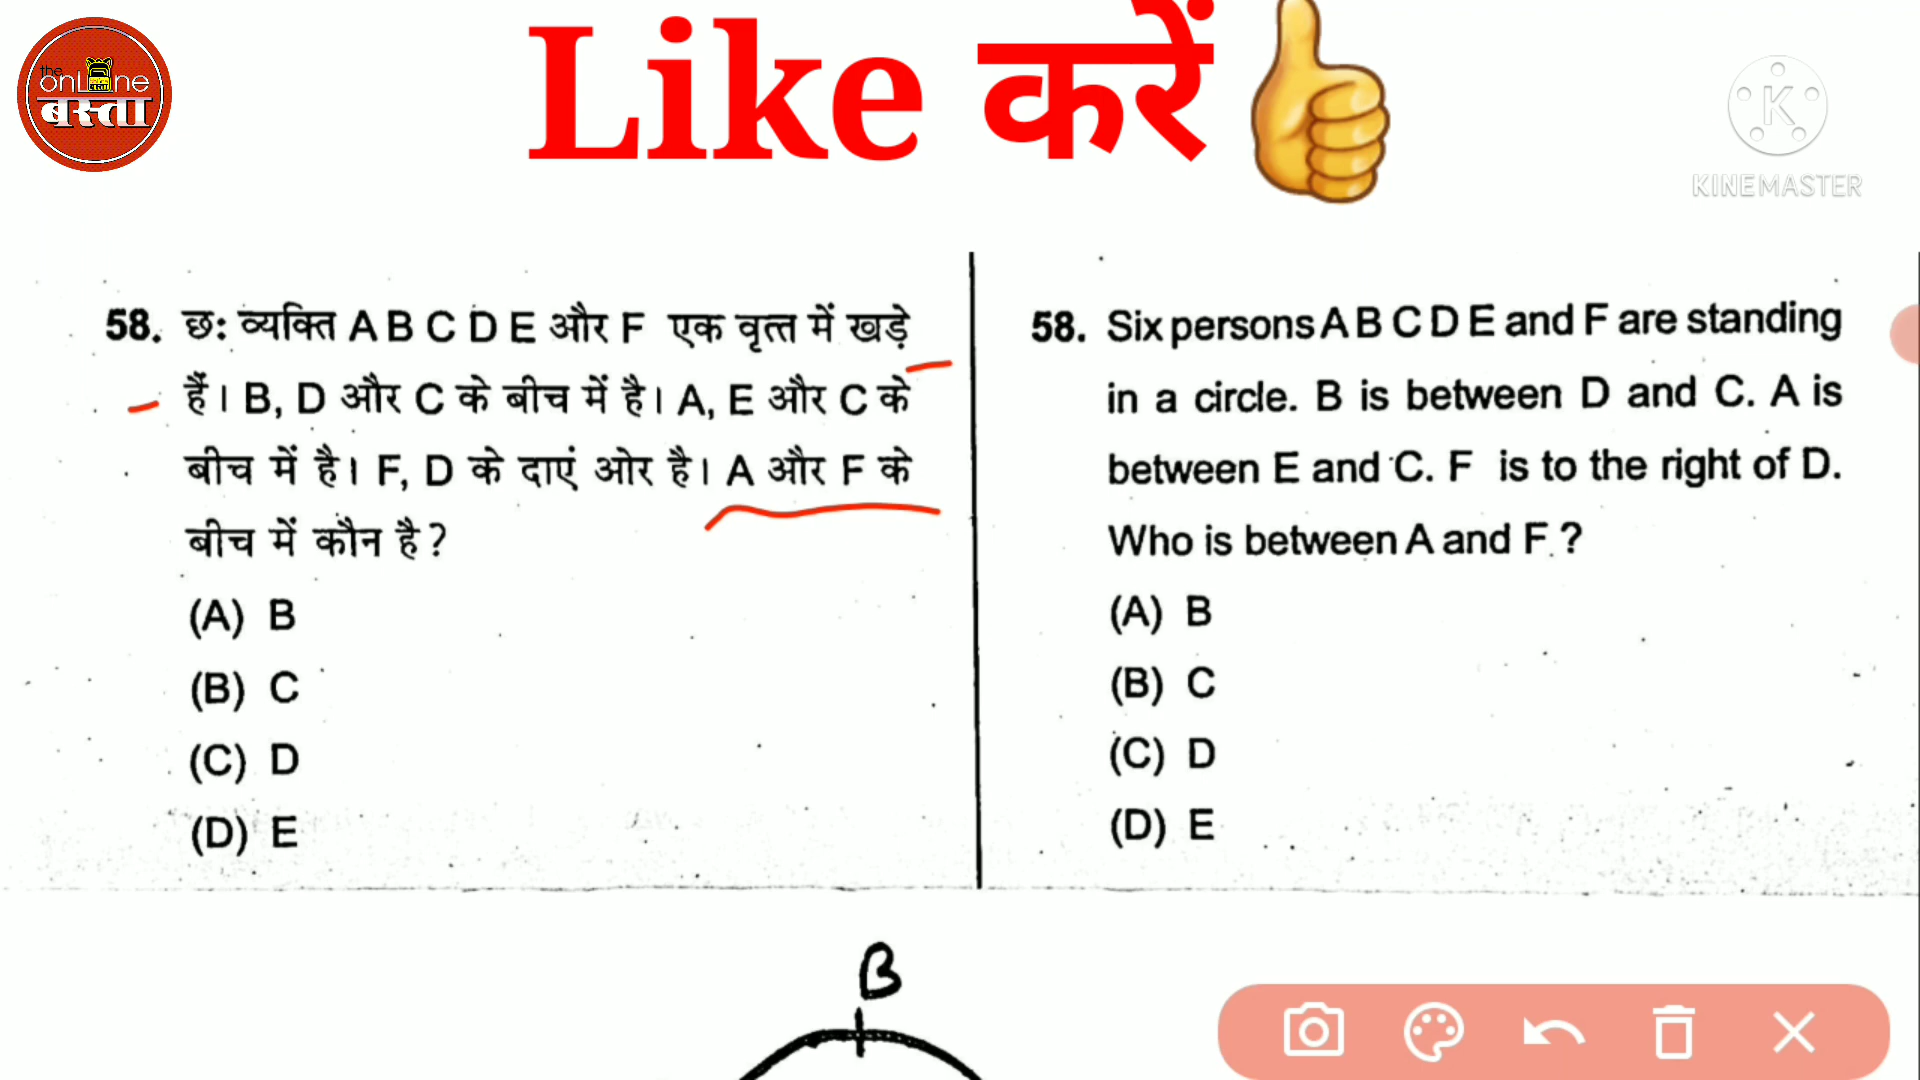 the
onLine
बस्ता
Like करें
KINEMASTER
58. छ: व्यक्ति A B C D E और F एक वृत्त में खड़े
हैं। B, D और C के बीच में है। A, E और C के
बीच में है। F, D के दाएं ओर है। A और F के
बीच में कौन है?
(A) B
(B) C
(C) D
(D) E
58. Six persons A B C D E and F are standing
in a circle. B is between D and C. A is
between E and C. F is to the right of D.
Who is between A and F ?
(A) B
(B) C
(C) D
(D) E
B